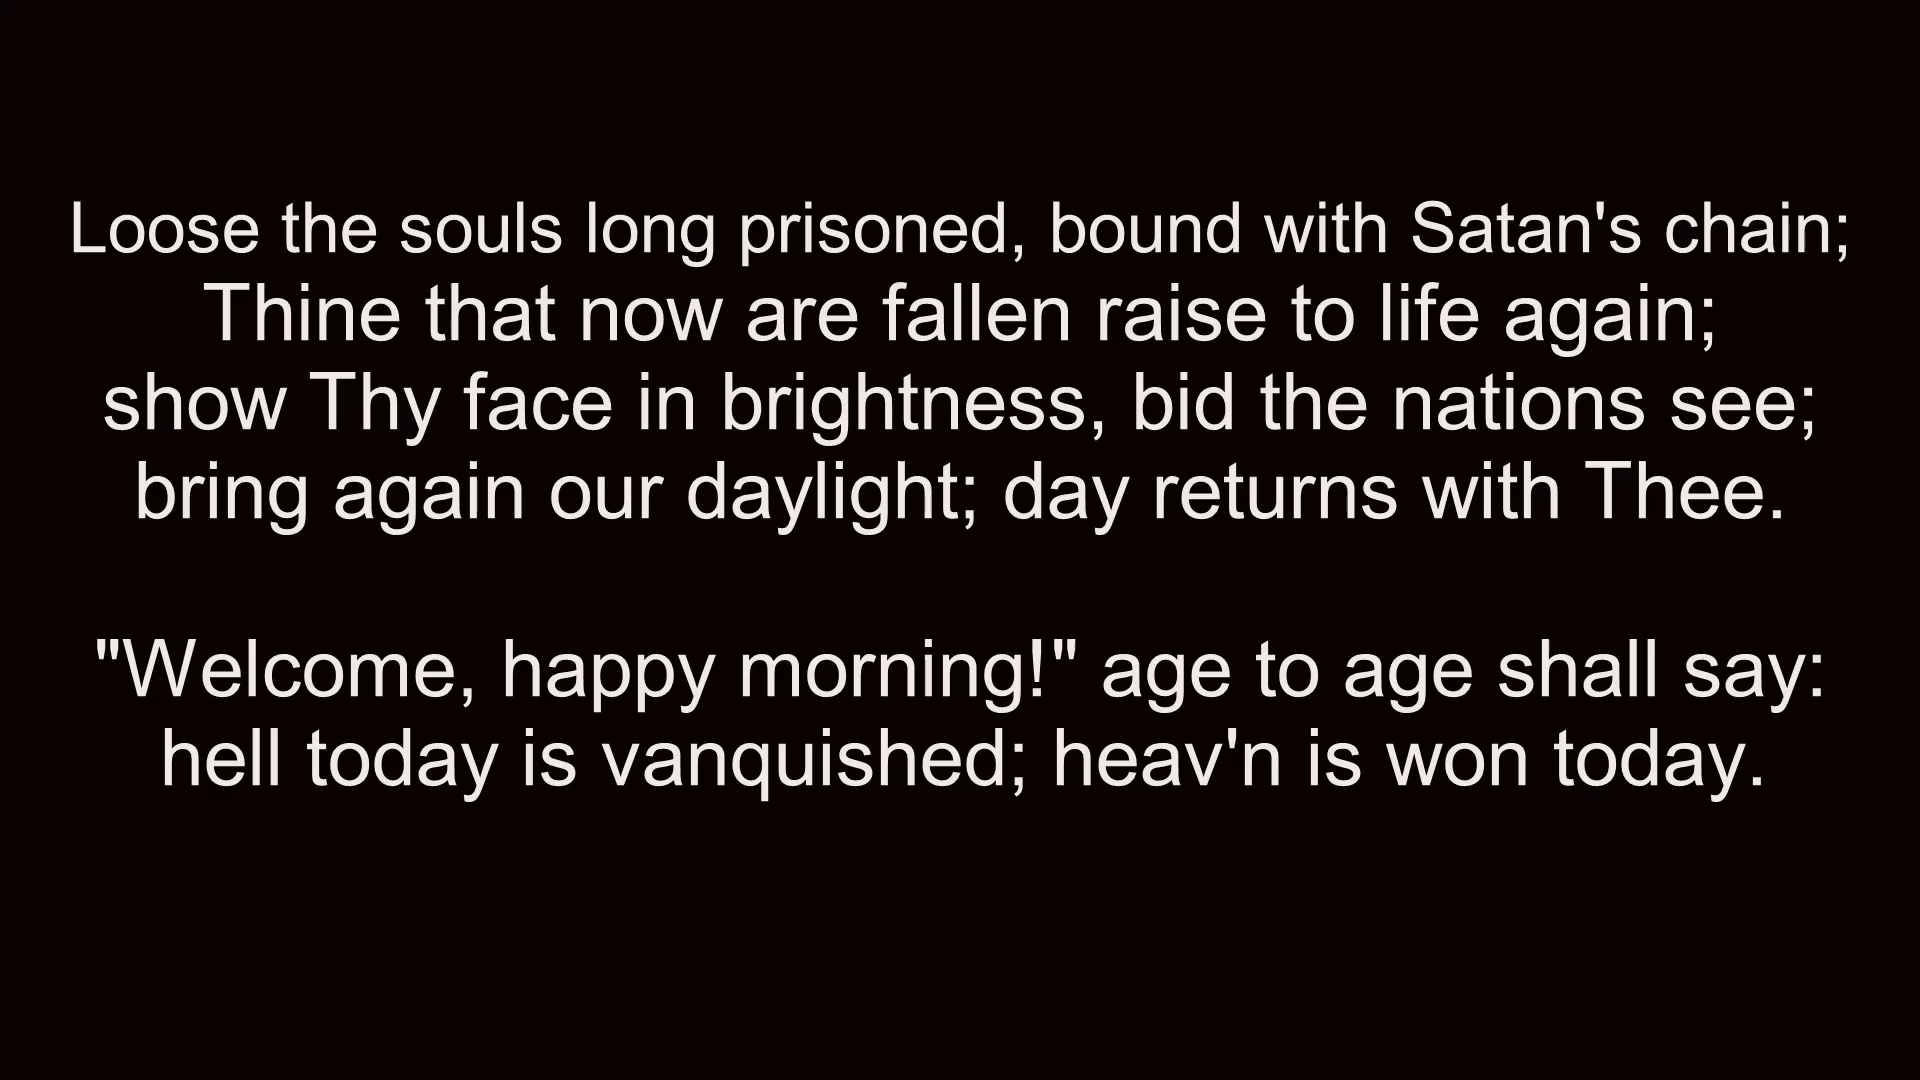 Loose the souls long prisoned, bound with Satan's chain;
Thine that now are fallen raise to life again;
show Thy face in brightness, bid the nations see;
bring again our daylight; day returns with Thee.
"Welcome, happy morning!" age to age shall say:
hell today is vanquished; heav'n is won today.